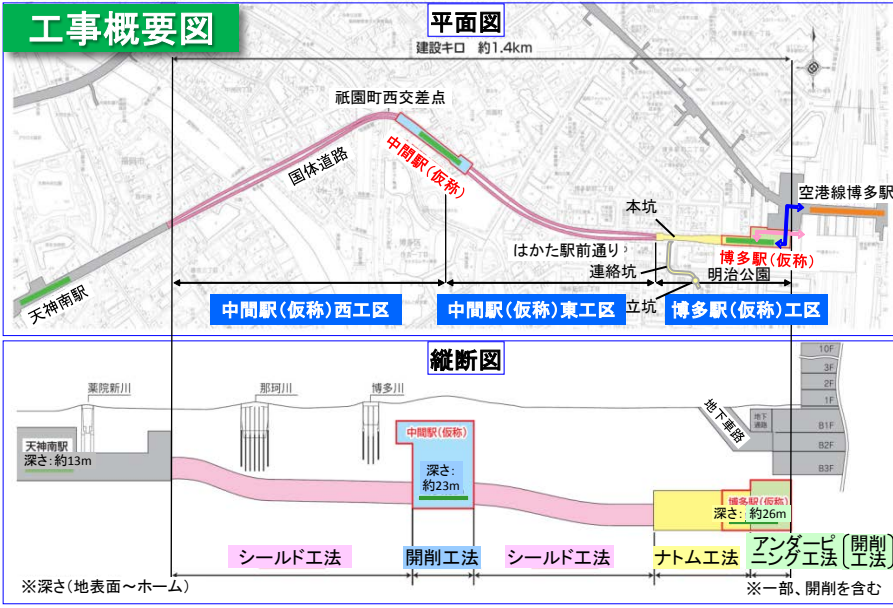 工事概要図
平面図
建設キロ 約1.4km
祇園町西交差点
国体道路
中間駅(仮称)
天神南駅
空港線博多駅
本坑
はかた駅前通り
連絡坑
博多駅(仮称)
明治公園
立坑
中間駅(仮称)西工区
中間駅(仮称)東工区
博多駅(仮称)工区
縦断図
薬院新川
那珂川
博多川
10F
3F
2F
1F
B1F
B2F
B3F
地下通路
地下車路
天神南駅
深さ:約13m
中間駅(仮称)
深さ:
約23m
博多駅(仮称)
深さ: 約26m
シールド工法
開削工法
シールド工法
ナトム工法
アンダーピ
ニング工法
〔開削
工法〕
※深さ(地表面~ホーム)
※一部、開削を含む